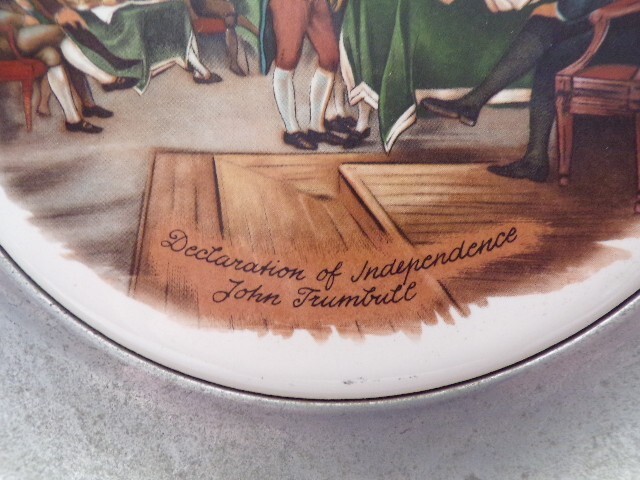 Declaration of Independence
John Trumbull